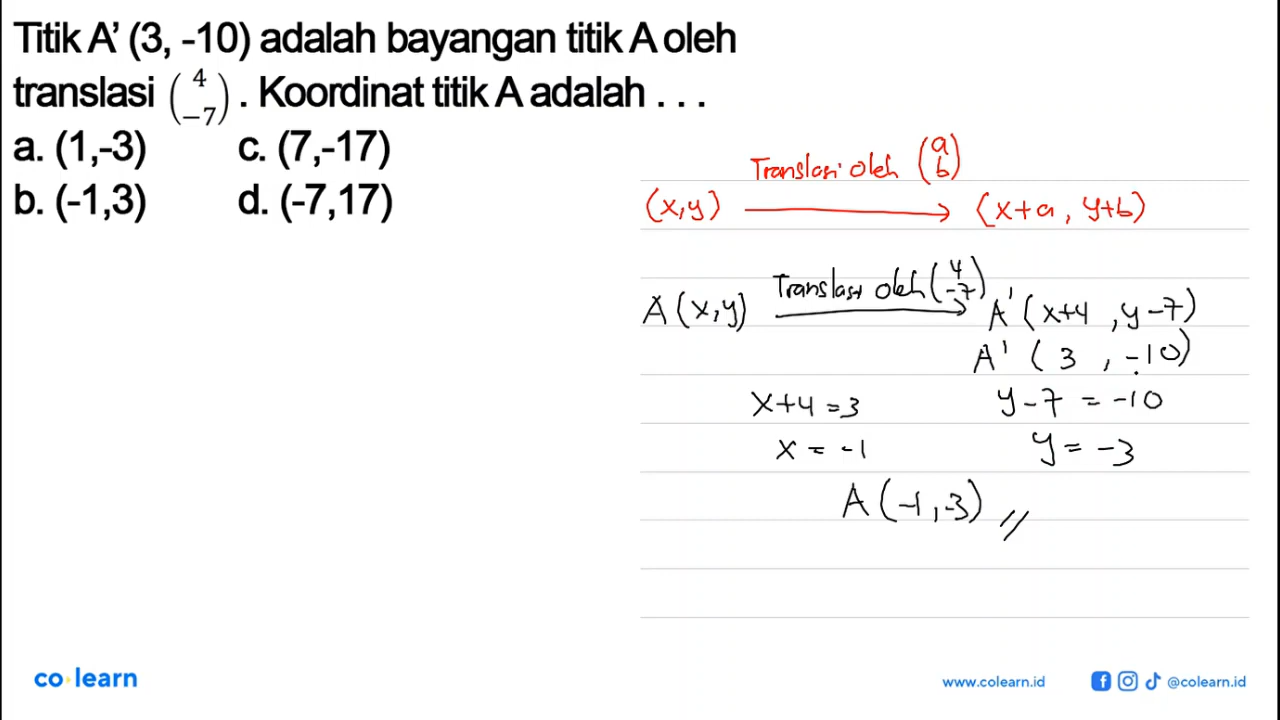 Titik A’ (3, -10) adalah bayangan titik A oleh
translasi (4 -7) . Koordinat titik A adalah . . .
a. (1,-3) c. (7,-17)
b. (-1,3) d. (-7,17)
Translasi oleh (a b)
(x,y) → (x+a, y+b)
Translasi oleh (4 -7)
A(x,y) → A'(x+4, y-7)
A' (3, -10)
x+4=3 y-7 = -10
x = -1 y = -3
A(-1,-3) //
co·learn
www.colearn.id @colearn.id